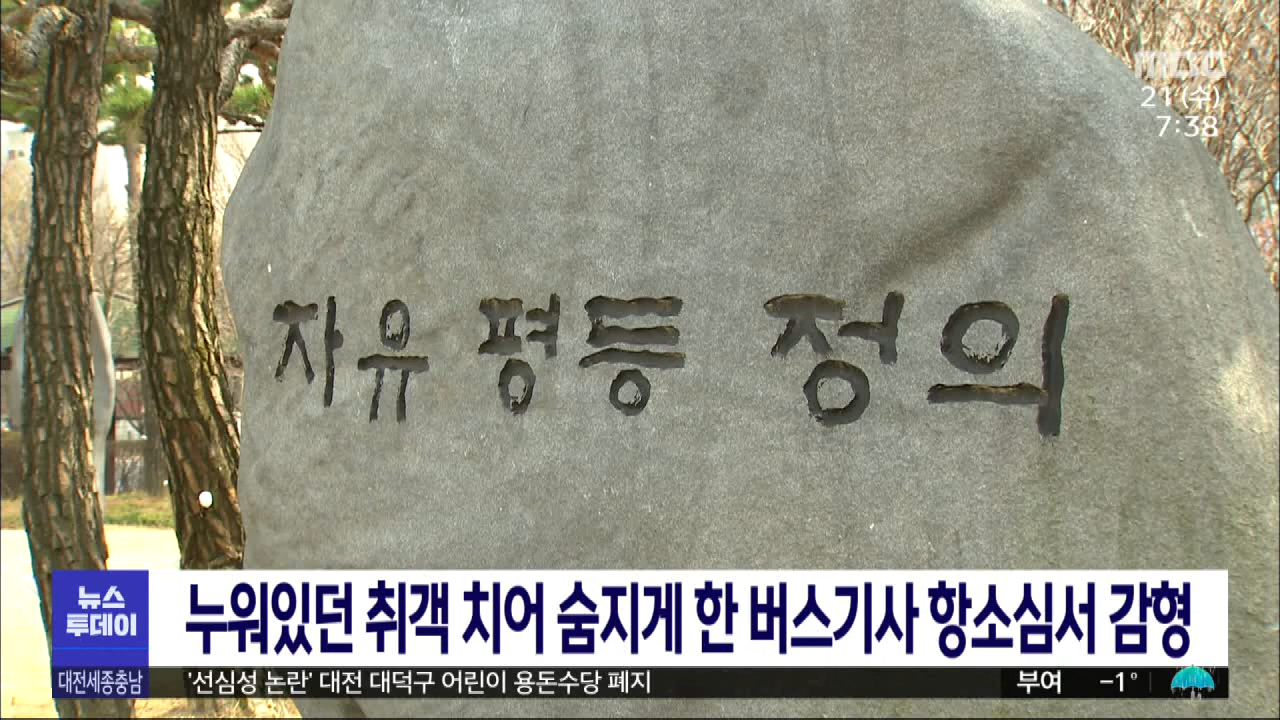 MBC
21 (수)
7:38
자유 평등 정의
뉴스
투데이
누워있던 취객 치어 숨지게 한 버스기사 항소심서 감형
대전세종충남
'선심성 논란' 대전 대덕구 어린이 용돈수당 폐지
부여 -1°